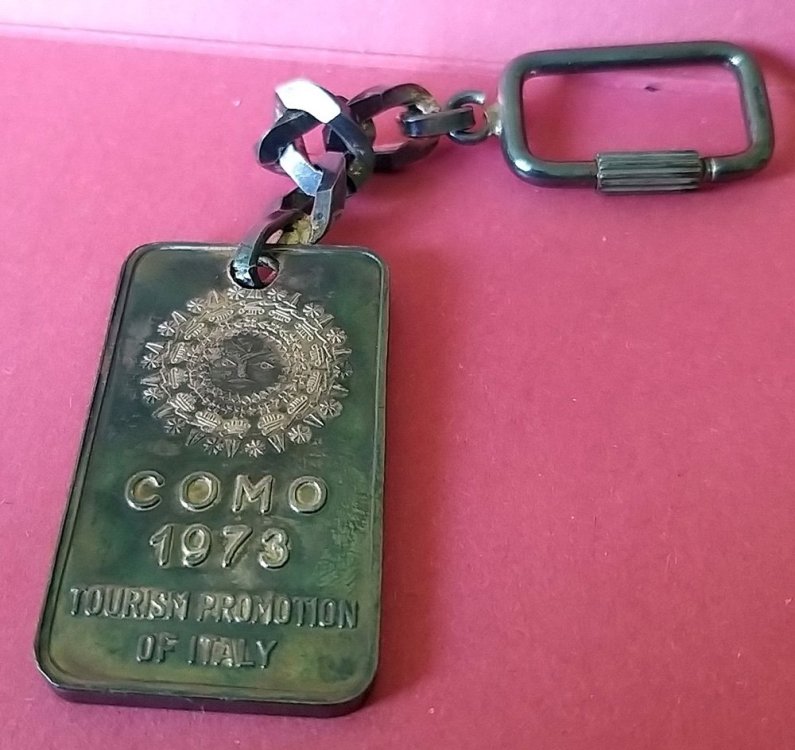 COMO
1973
TOURISM PROMOTION
OF ITALY